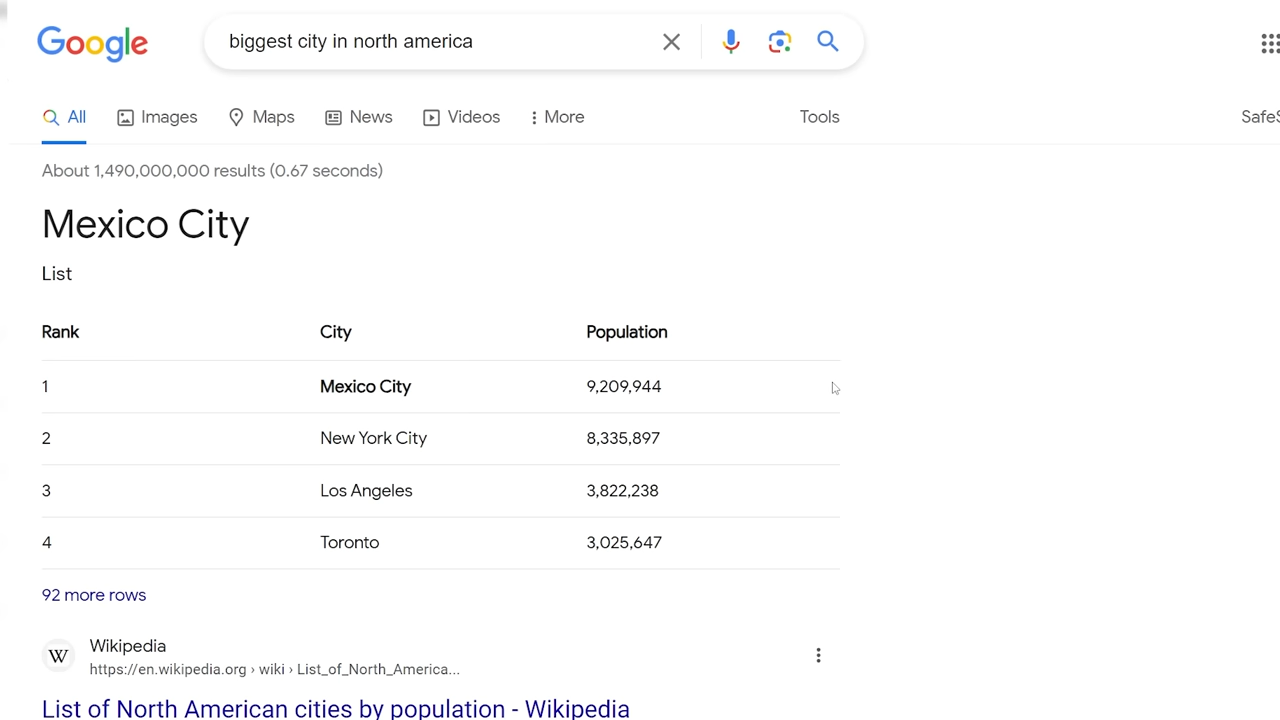 Google
biggest city in north america
All Images Maps News Videos More Tools SafeS
About 1,490,000,000 results (0.67 seconds)
Mexico City
List
Rank City Population
1 Mexico City 9,209,944
2 New York City 8,335,897
3 Los Angeles 3,822,238
4 Toronto 3,025,647
92 more rows
W Wikipedia
https://en.wikipedia.org › wiki › List_of_North_America...
List of North American cities by population - Wikipedia